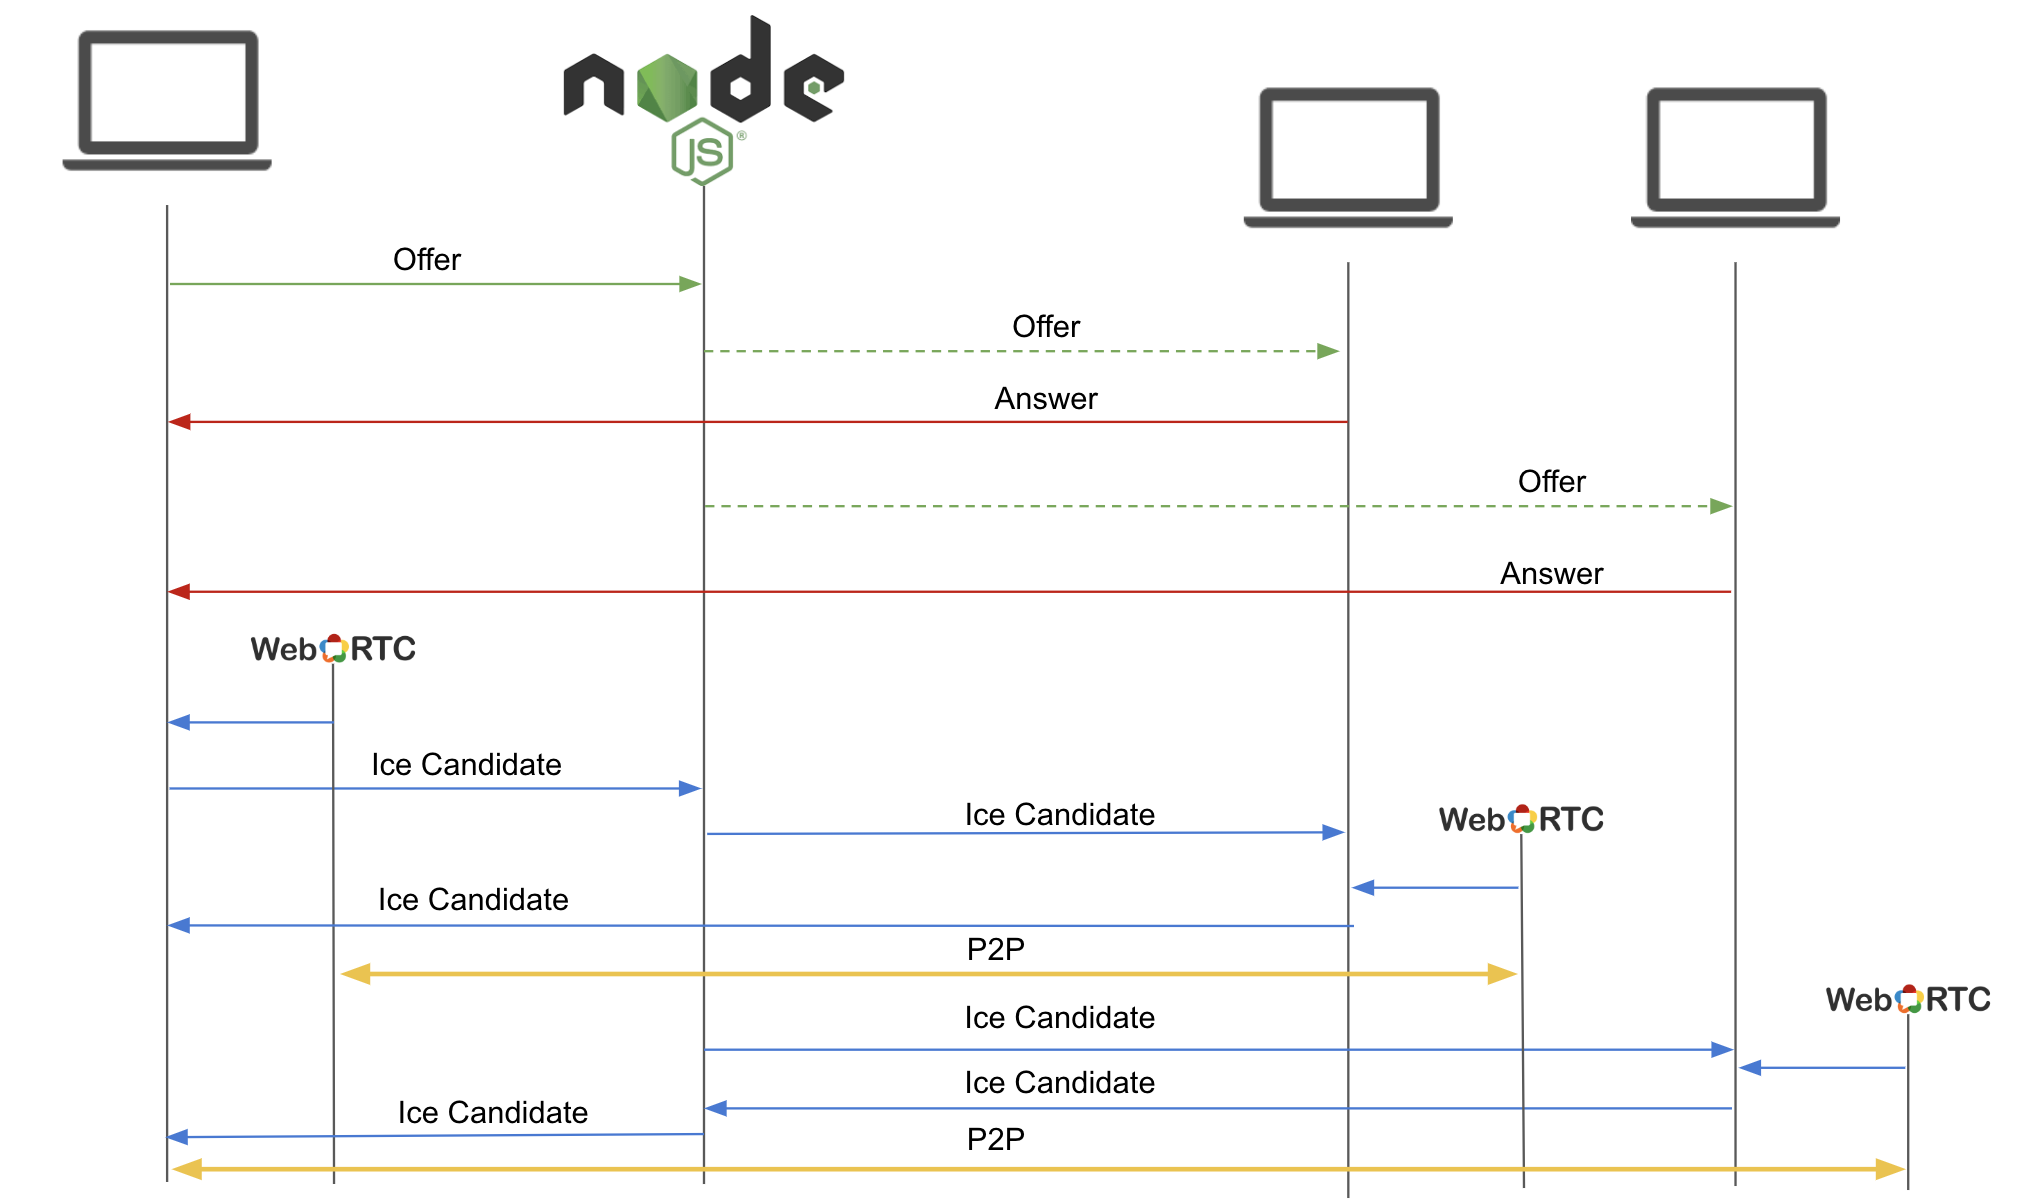 node
JS®
Offer
Offer
Answer
Offer
Answer
WebRTC
Ice Candidate
Ice Candidate
WebRTC
Ice Candidate
P2P
WebRTC
Ice Candidate
Ice Candidate
Ice Candidate
P2P